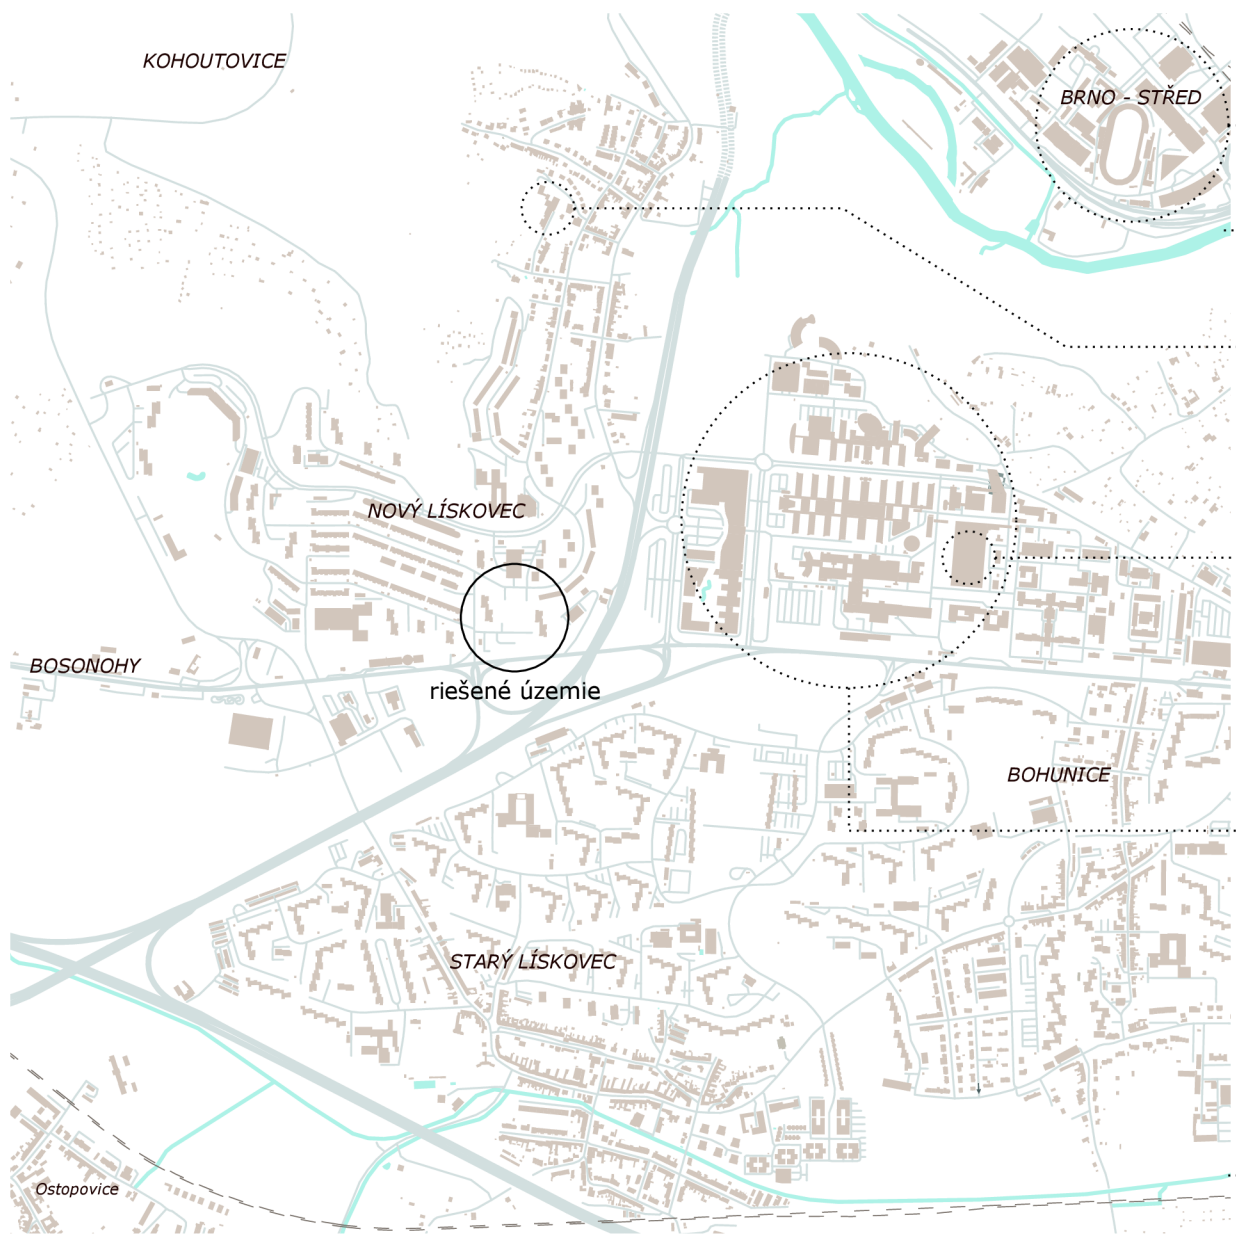 KOHOUTOVICE
BRNO - STŘED
NOVÝ LÍSKOVEC
BOSONOHY
riešené územie
BOHUNICE
STARÝ LÍSKOVEC
Ostopovice